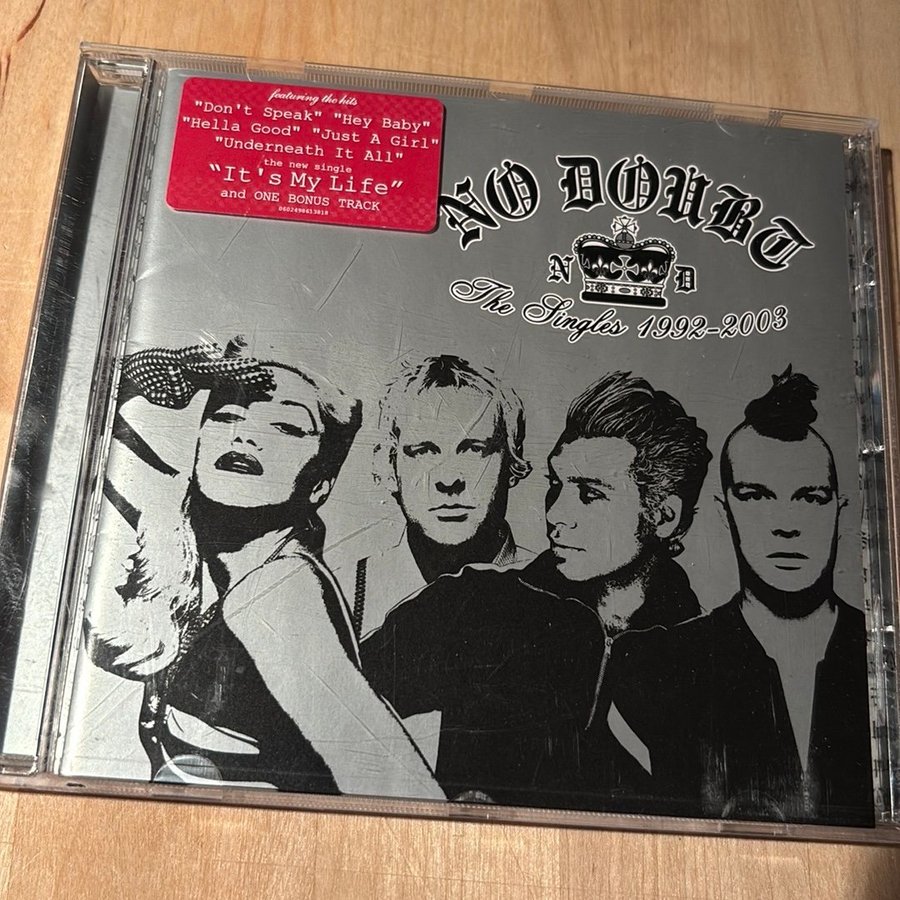 featuring the hits
"Don't Speak" "Hey Baby"
"Hella Good" "Just A Girl"
"Underneath It All"
the new single
"It's My Life"
and ONE BONUS TRACK
0602498653818
NO DOUBT
N D
The Singles 1992-2003